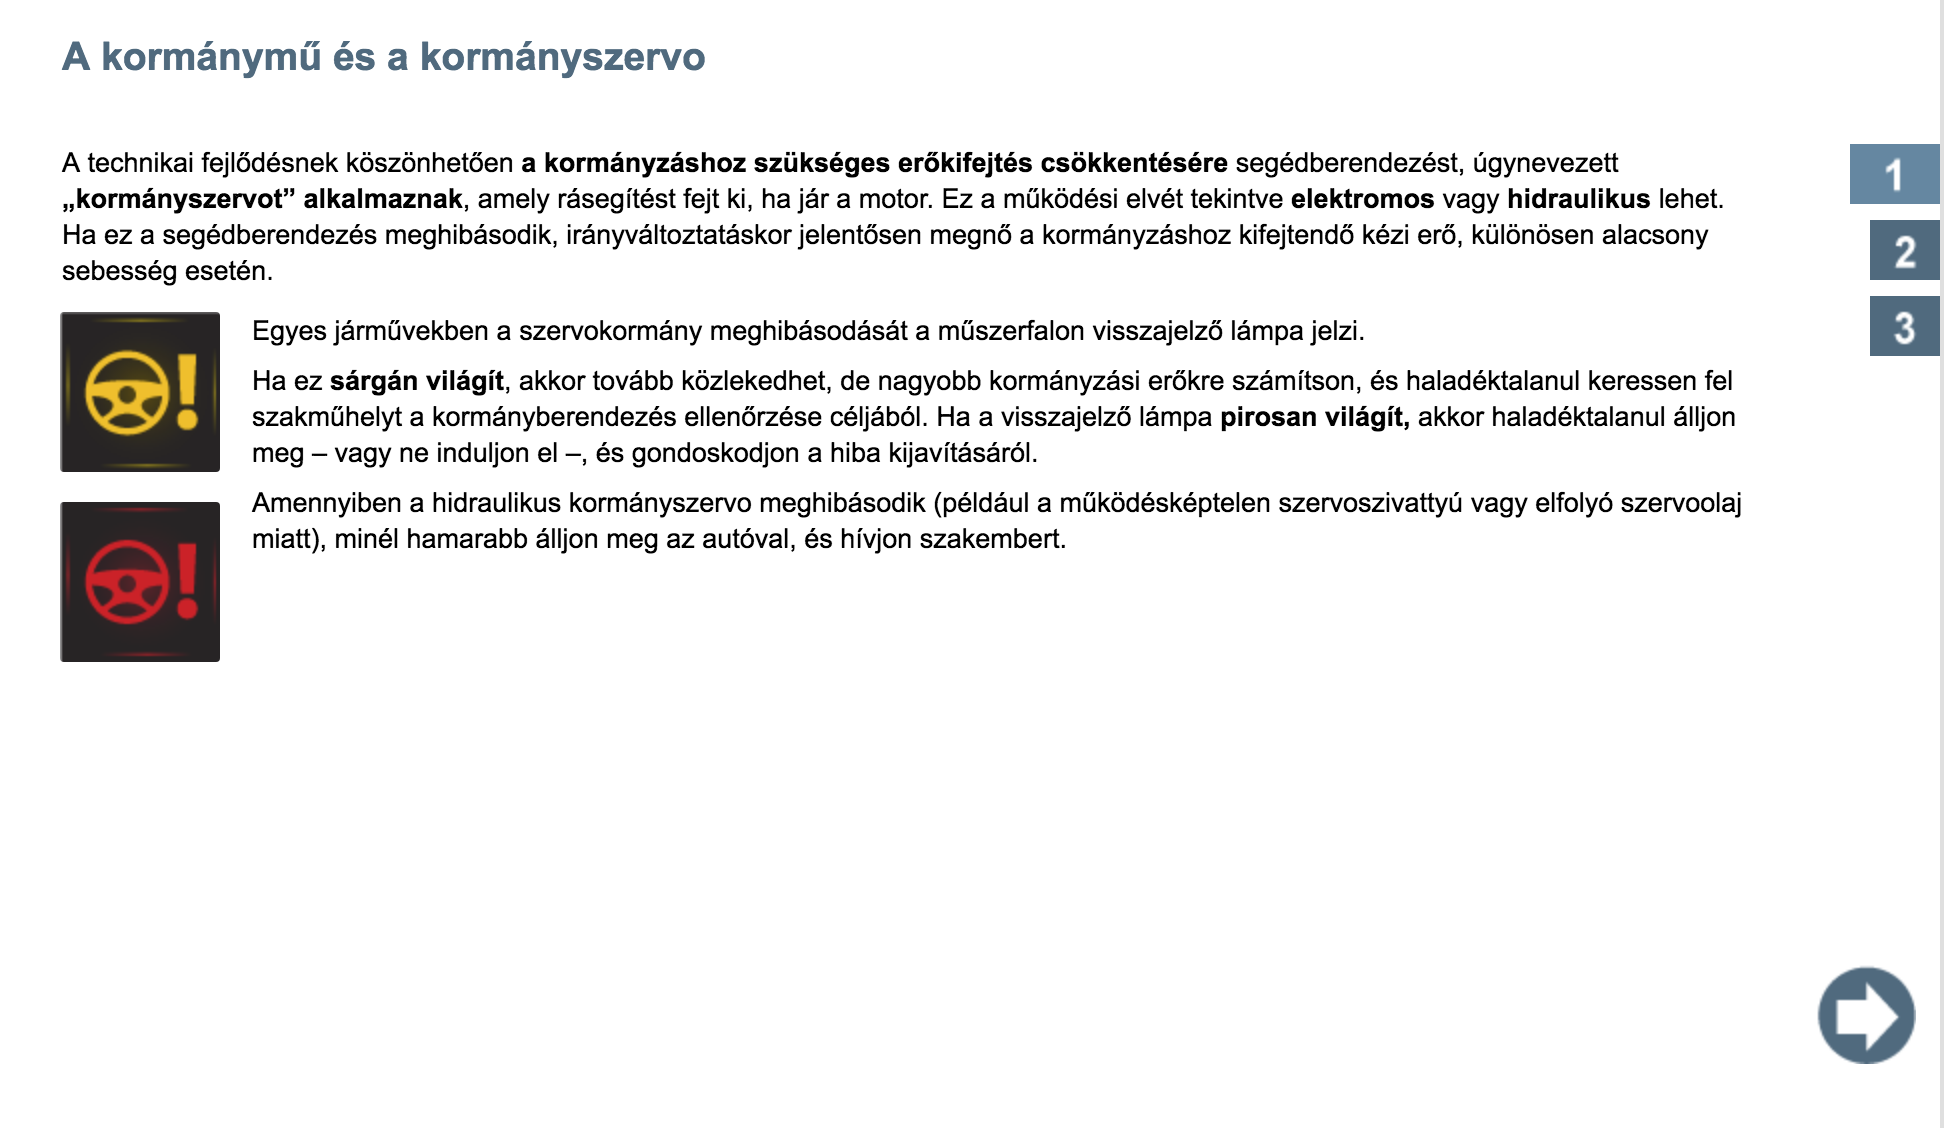 A kormánymű és a kormányszervo
A technikai fejlődésnek köszönhetően a kormányzáshoz szükséges erőkifejtés csökkentésére segédberendezést, úgynevezett
„kormányszervot” alkalmaznak, amely rásegítést fejt ki, ha jár a motor. Ez a működési elvét tekintve elektromos vagy hidraulikus lehet.
Ha ez a segédberendezés meghibásodik, irányváltoztatáskor jelentősen megnő a kormányzáshoz kifejtendő kézi erő, különösen alacsony
sebesség esetén.
Egyes járművekben a szervokormány meghibásodását a műszerfalon visszajelző lámpa jelzi.
Ha ez sárgán világít, akkor tovább közlekedhet, de nagyobb kormányzási erőkre számítson, és haladéktalanul keressen fel
szakműhelyt a kormányberendezés ellenőrzése céljából. Ha a visszajelző lámpa pirosan világít, akkor haladéktalanul álljon
meg – vagy ne induljon el –, és gondoskodjon a hiba kijavításáról.
Amennyiben a hidraulikus kormányszervo meghibásodik (például a működésképtelen szervoszivattyú vagy elfolyó szervoolaj
miatt), minél hamarabb álljon meg az autóval, és hívjon szakembert.
1
2
3